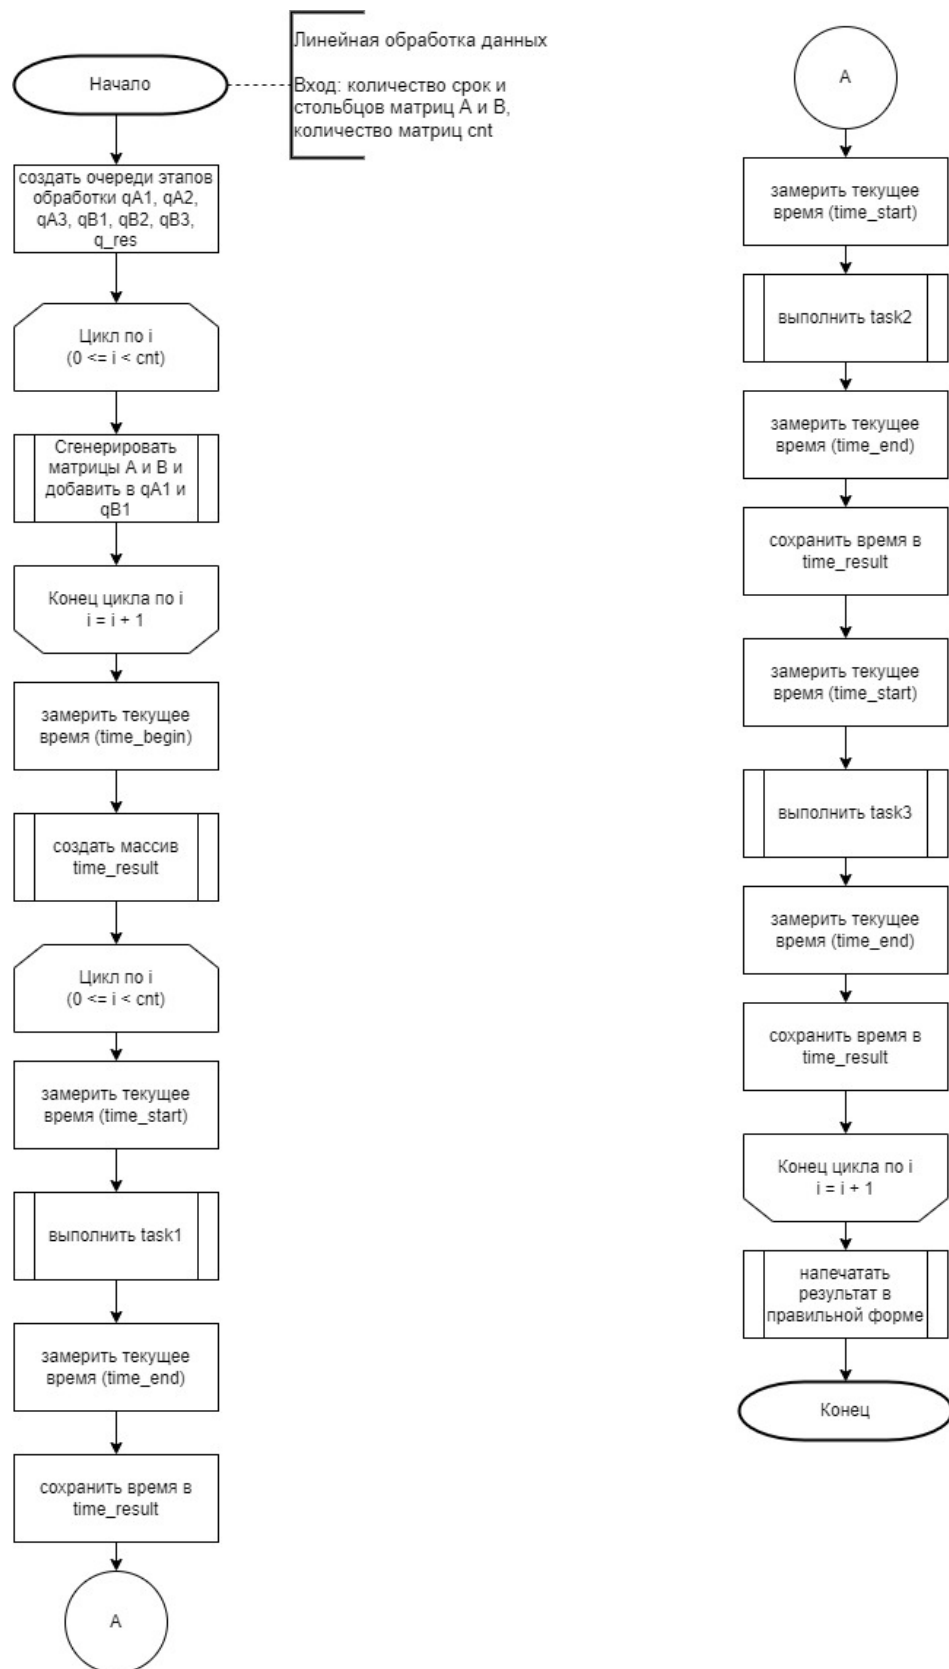 Начало
Линейная обработка данных
Вход: количество срок и
стольбцов матриц A и B,
количество матриц cnt
создать очереди этапов
обработки qA1, qA2,
qA3, qB1, qB2, qB3,
q_res
Цикл по i
(0 <= i < cnt)
Сгенерировать
матрицы A и B и
добавить в qA1 и
qB1
Конец цикла по i
i = i + 1
замерить текущее
время (time_begin)
создать массив
time_result
Цикл по i
(0 <= i < cnt)
замерить текущее
время (time_start)
выполнить task1
замерить текущее
время (time_end)
сохранить время в
time_result
A
A
замерить текущее
время (time_start)
выполнить task2
замерить текущее
время (time_end)
сохранить время в
time_result
замерить текущее
время (time_start)
выполнить task3
замерить текущее
время (time_end)
сохранить время в
time_result
Конец цикла по i
i = i + 1
напечатать
результат в
правильной форме
Конец